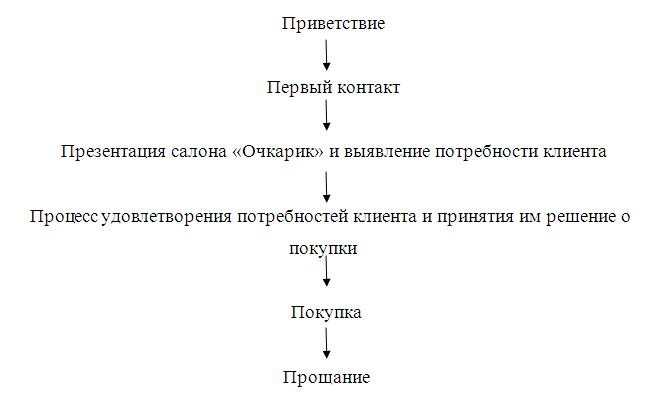 Приветствие
Первый контакт
Презентация салона «Очкарик» и выявление потребности клиента
Процесс удовлетворения потребностей клиента и принятия им решение о
покупки
Покупка
Прощание